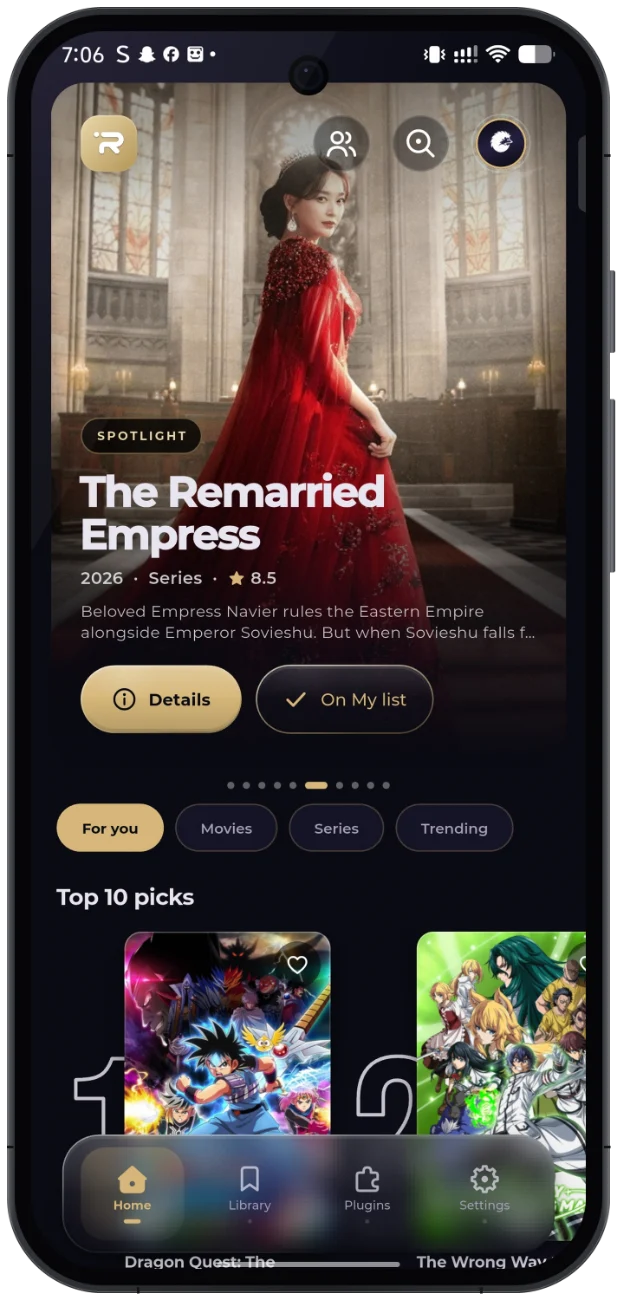 7:06
SPOTLIGHT
The Remarried
Empress
2026 · Series · ★ 8.5
Beloved Empress Navier rules the Eastern Empire
alongside Emperor Sovieshu. But when Sovieshu falls f...
Details
On My list
For you
Movies
Series
Trending
Top 10 picks
1
2
Home
Library
Plugins
Settings
Dragon Quest: The
The Wrong Way